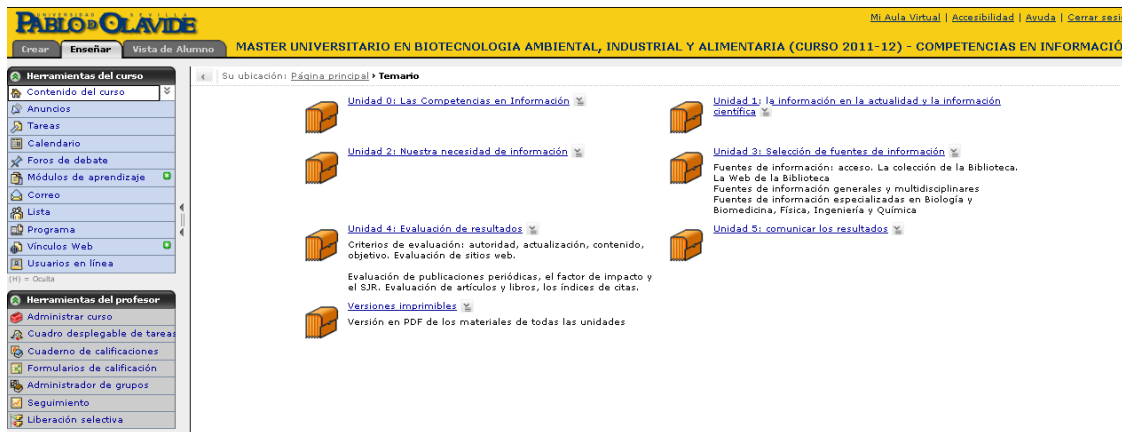 UNIVERSIDAD SEVILLA
PABLO DE OLAVIDE
Mi Aula Virtual | Accesibilidad | Ayuda | Cerrar sesi
Crear Enseñar Vista de Alumno
MASTER UNIVERSITARIO EN BIOTECNOLOGIA AMBIENTAL, INDUSTRIAL Y ALIMENTARIA (CURSO 2011-12) - COMPETENCIAS EN INFORMACIÓ
Herramientas del curso
Contenido del curso
Anuncios
Tareas
Calendario
Foros de debate
Módulos de aprendizaje
Correo
Lista
Programa
Vínculos Web
Usuarios en línea
(H) = Oculta
Herramientas del profesor
Administrar curso
Cuadro desplegable de tareas
Cuaderno de calificaciones
Formularios de calificación
Administrador de grupos
Seguimiento
Liberación selectiva
Su ubicación: Página principal › Temario
Unidad 0: Las Competencias en Información
Unidad 1: la información en la actualidad y la información
científica
Unidad 2: Nuestra necesidad de información
Unidad 3: Selección de fuentes de información
Fuentes de información: acceso. La colección de la Biblioteca.
La Web de la Biblioteca
Fuentes de información generales y multidisciplinares
Fuentes de información especializadas en Biología y
Biomedicina, Física, Ingeniería y Química
Unidad 4: Evaluación de resultados
Criterios de evaluación: autoridad, actualización, contenido,
objetivo. Evaluación de sitios web.
Evaluación de publicaciones periódicas, el factor de impacto y
el SJR. Evaluación de artículos y libros, los índices de citas.
Unidad 5: comunicar los resultados
Versiones imprimibles
Versión en PDF de los materiales de todas las unidades